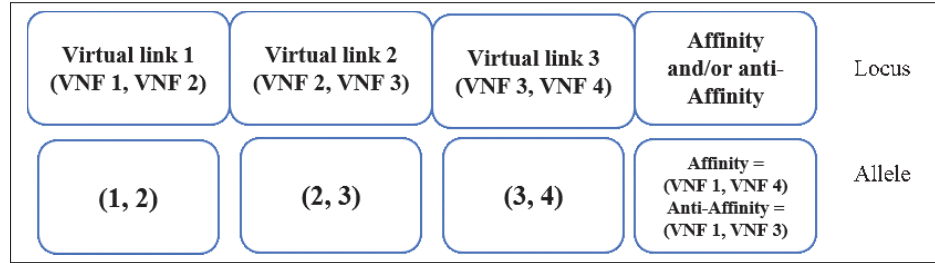 Virtual link 1
(VNF 1, VNF 2)
Virtual link 2
(VNF 2, VNF 3)
Virtual link 3
(VNF 3, VNF 4)
Affinity
and/or anti-
Affinity
Locus
(1, 2)
(2, 3)
(3, 4)
Affinity =
(VNF 1, VNF 4)
Anti-Affinity =
(VNF 1, VNF 3)
Allele